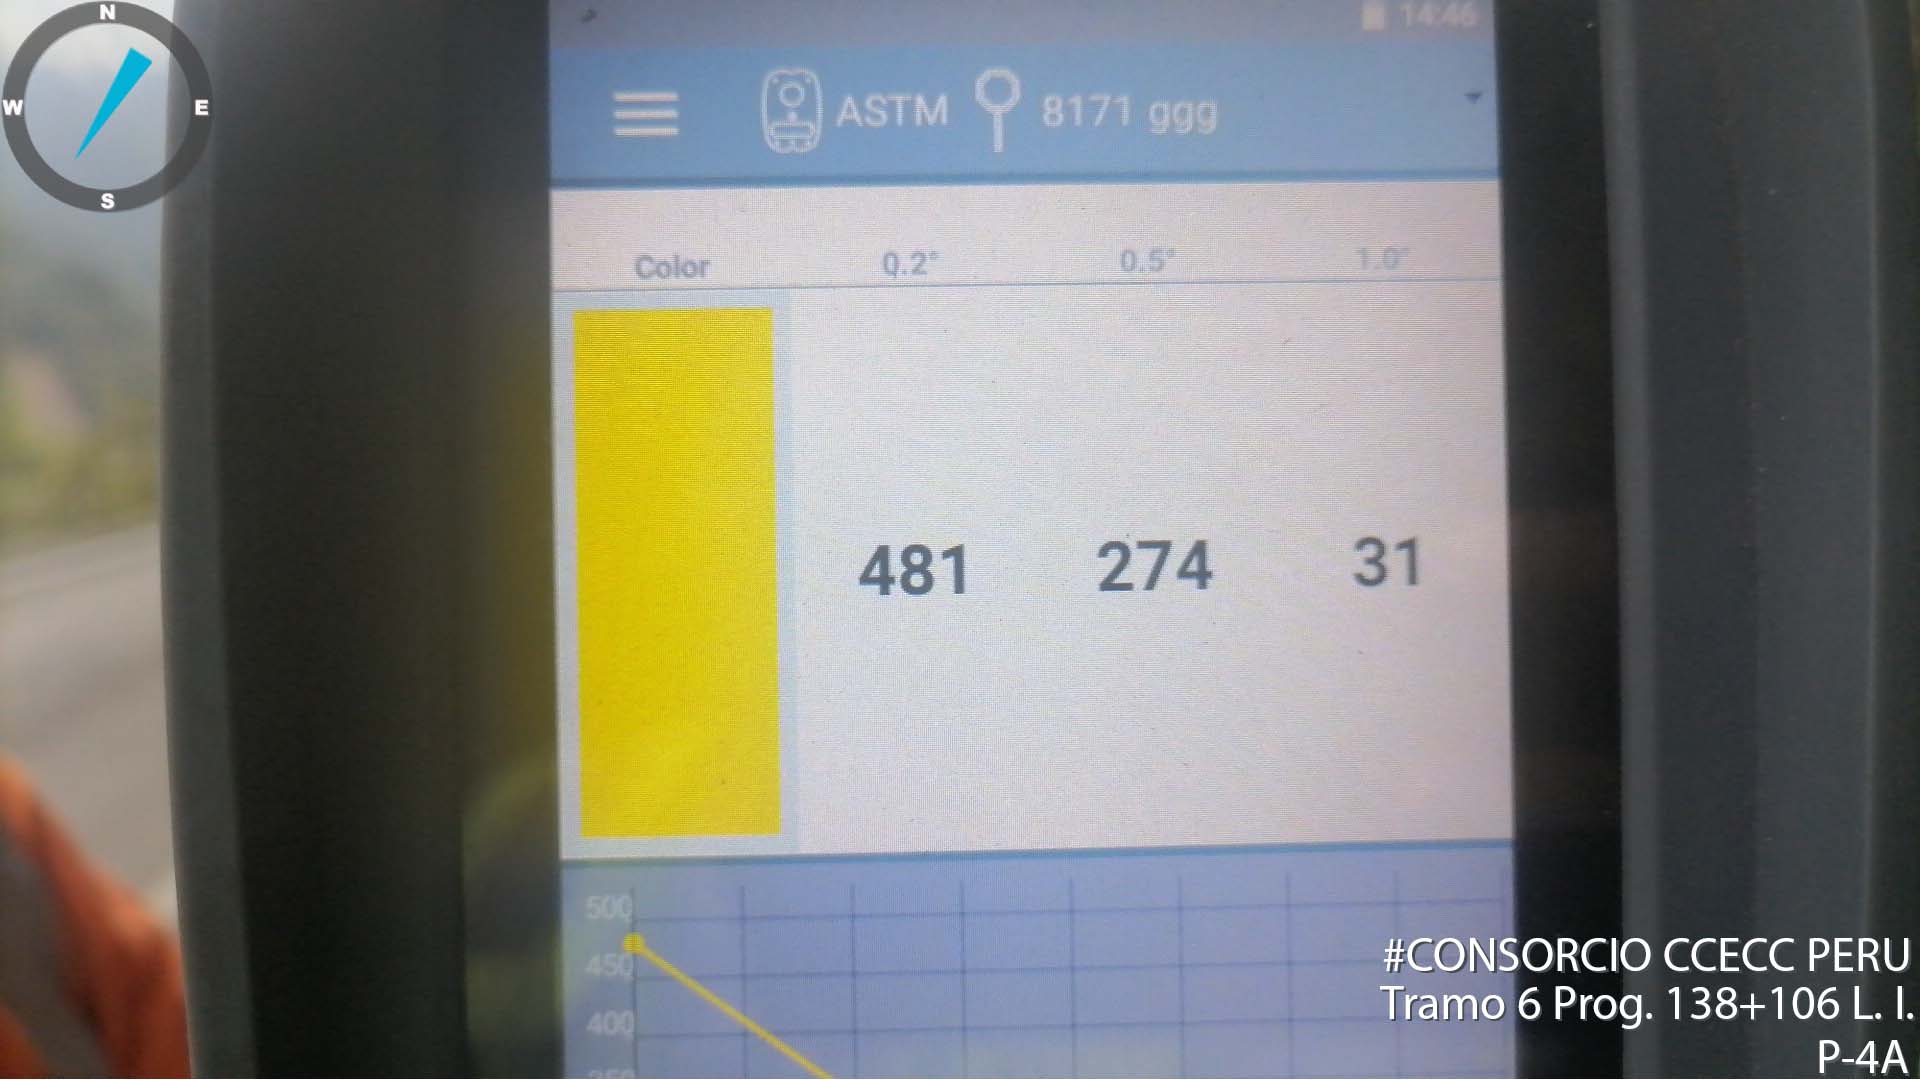 N
W E
S
14:46
ASTM 8171 ggg
Color 0.2° 0.5° 1.0°
481 274 31
500
450
400
350
#CONSORCIO CCECC PERU
Tramo 6 Prog. 138+106 L. I.
P-4A